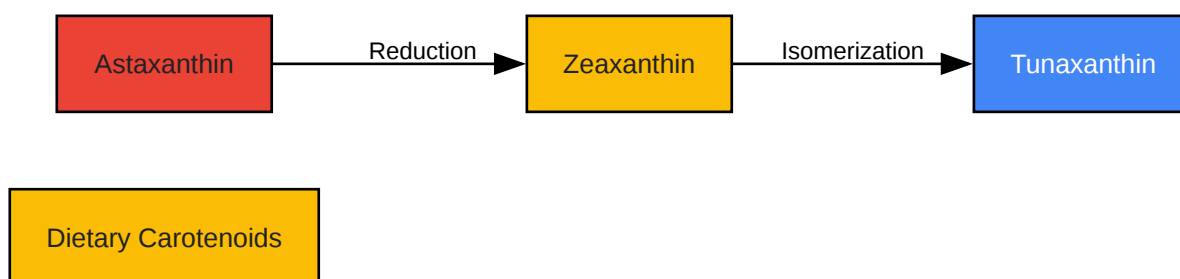 Astaxanthin
Reduction
Zeaxanthin
Isomerization
Tunaxanthin
Dietary Carotenoids